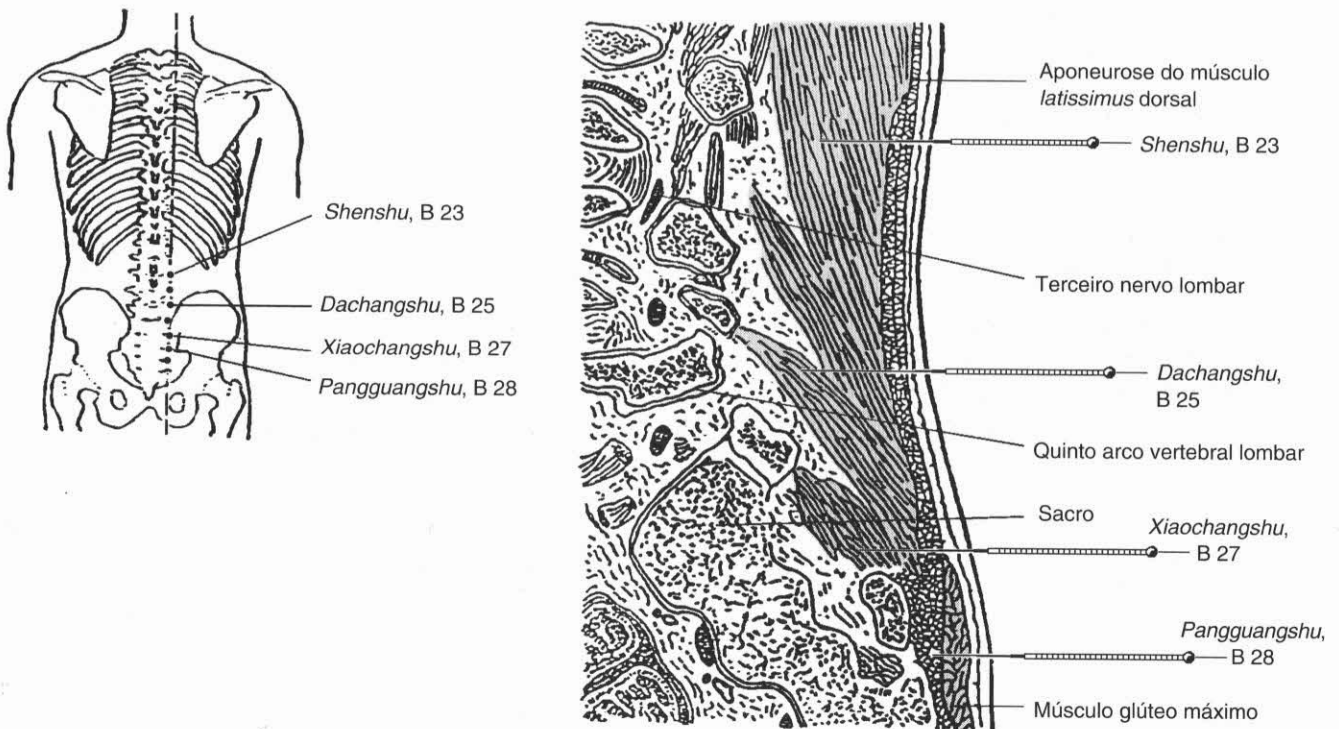 Shenshu, B 23
Dachangshu, B 25
Xiaochangshu, B 27
Pangguangshu, B 28
Aponeurose do músculo
latissimus dorsal
Shenshu, B 23
Terceiro nervo lombar
Dachangshu,
B 25
Quinto arco vertebral lombar
Sacro
Xiaochangshu,
B 27
Pangguangshu,
B 28
Músculo glúteo máximo